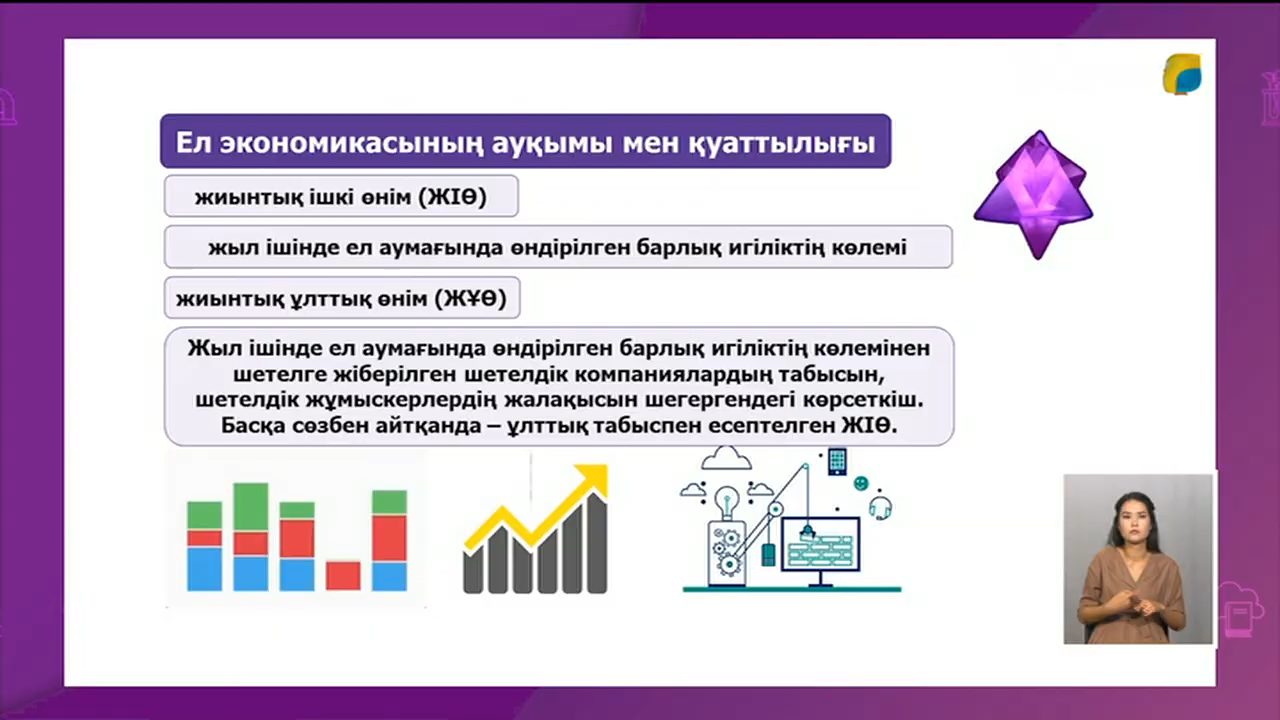 Ел экономикасының ауқымы мен қуаттылығы
жиынтық ішкі өнім (ЖІӨ)
жыл ішінде ел аумағында өндірілген барлық игіліктің көлемі
жиынтық ұлттық өнім (ЖҰӨ)
Жыл ішінде ел аумағында өндірілген барлық игіліктің көлемінен
шетелге жіберілген шетелдік компаниялардың табысын,
шетелдік жұмыскерлердің жалақысын шегергендегі көрсеткіш.
Басқа сөзбен айтқанда – ұлттық табыспен есептелген ЖІӨ.